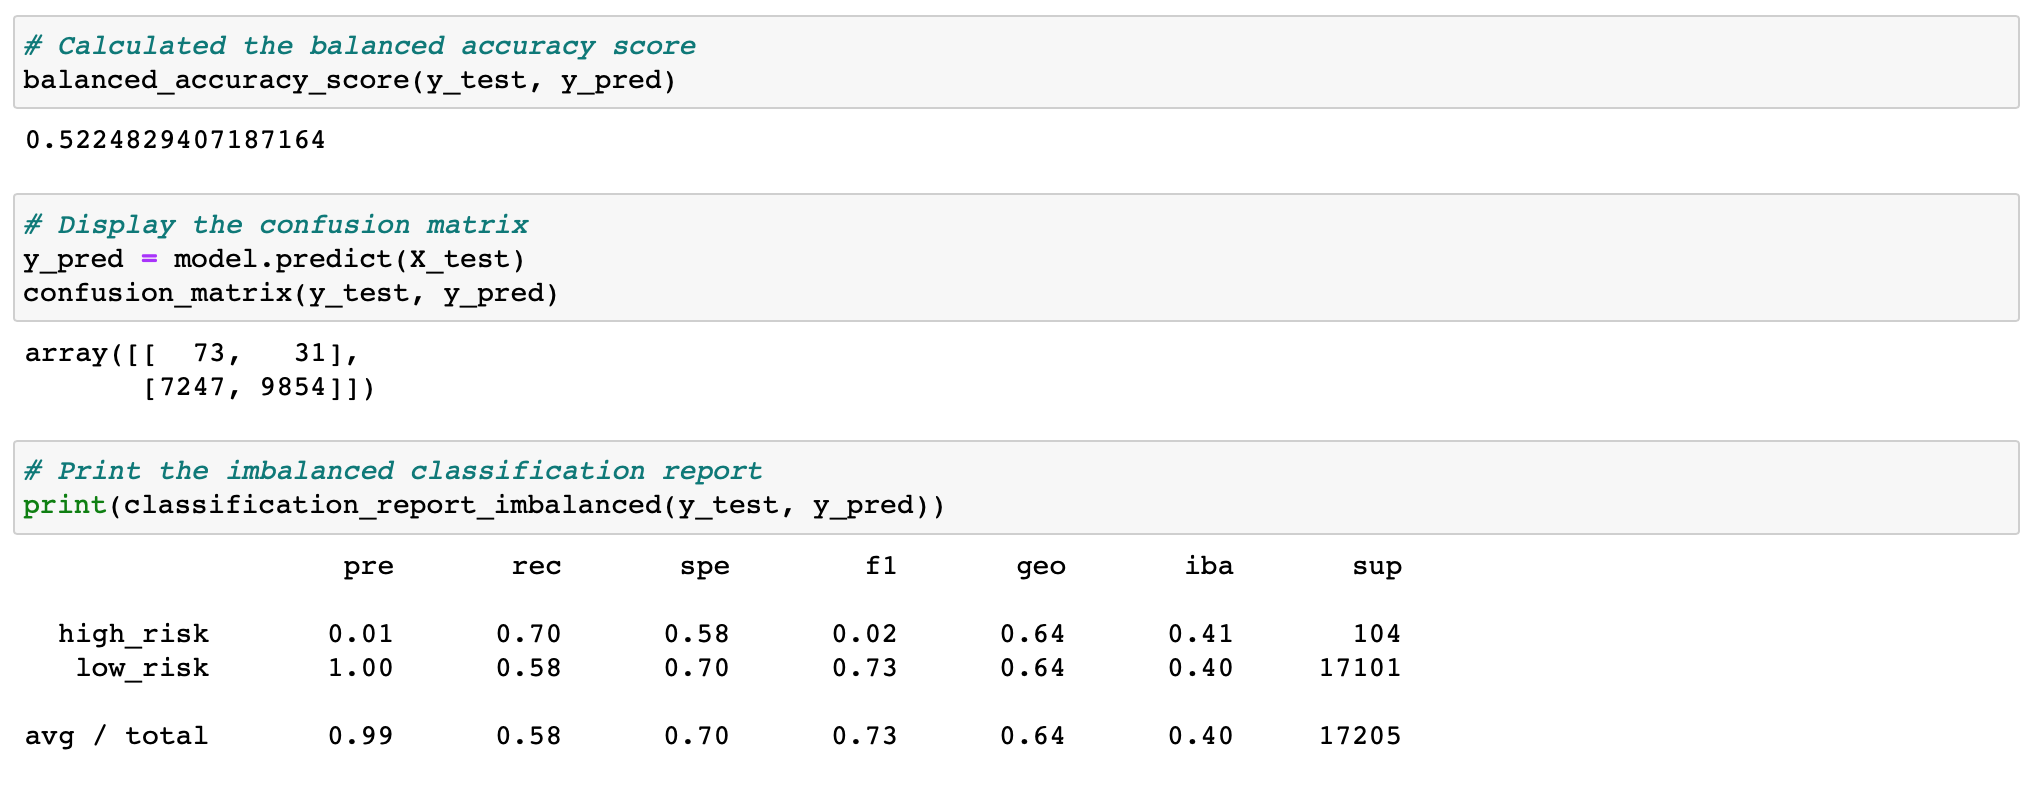 # Calculated the balanced accuracy score
balanced_accuracy_score(y_test, y_pred)
0.5224829407187164
# Display the confusion matrix
y_pred = model.predict(X_test)
confusion_matrix(y_test, y_pred)
array([[  73,   31],
       [7247, 9854]])
# Print the imbalanced classification report
print(classification_report_imbalanced(y_test, y_pred))
pre rec spe f1 geo iba sup
high_risk 0.01 0.70 0.58 0.02 0.64 0.41 104
low_risk 1.00 0.58 0.70 0.73 0.64 0.40 17101
avg / total 0.99 0.58 0.70 0.73 0.64 0.40 17205